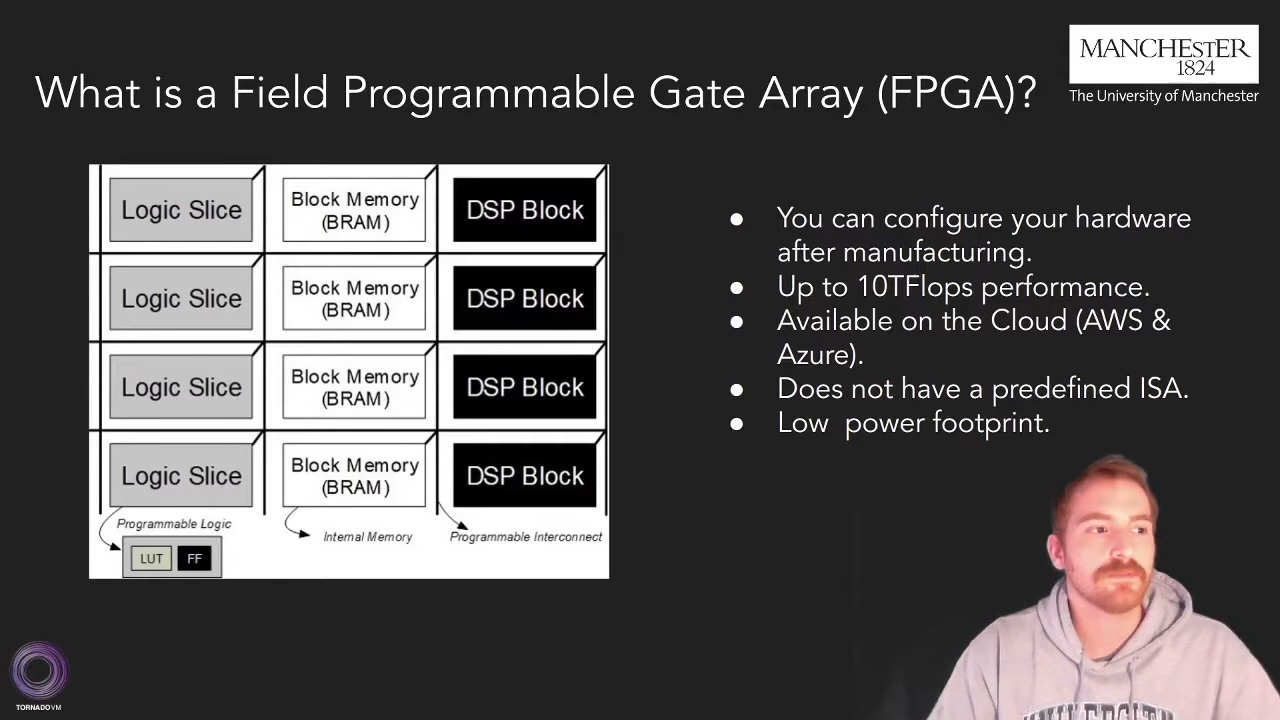 What is a Field Programmable Gate Array (FPGA)?
MANCHESTER
1824
The University of Manchester
Logic Slice
Block Memory
(BRAM)
DSP Block
Logic Slice
Block Memory
(BRAM)
DSP Block
Logic Slice
Block Memory
(BRAM)
DSP Block
Logic Slice
Block Memory
(BRAM)
DSP Block
Programmable Logic
LUT
FF
Internal Memory
Programmable Interconnect
● You can configure your hardware
after manufacturing.
● Up to 10TFlops performance.
● Available on the Cloud (AWS &
Azure).
● Does not have a predefined ISA.
● Low power footprint.
TORNADOVM
UNIVERSITY